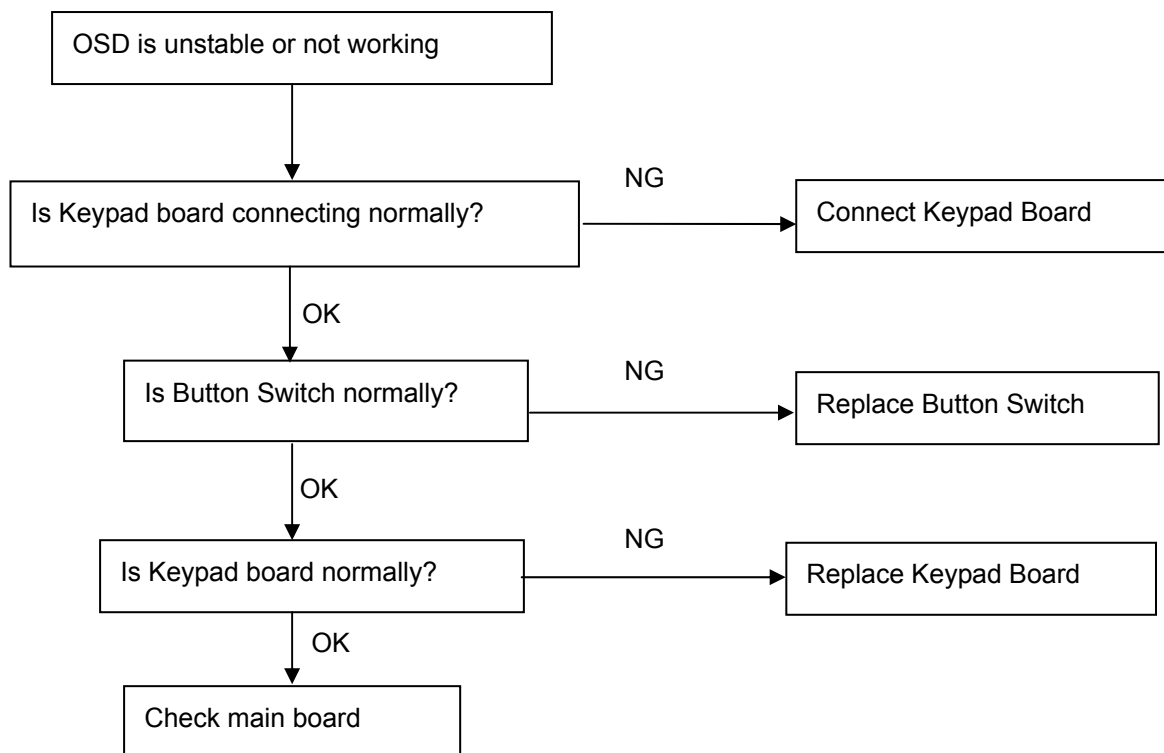 OSD is unstable or not working
NG
Is Keypad board connecting normally?
Connect Keypad Board
OK
NG
Is Button Switch normally?
Replace Button Switch
OK
NG
Is Keypad board normally?
Replace Keypad Board
OK
Check main board